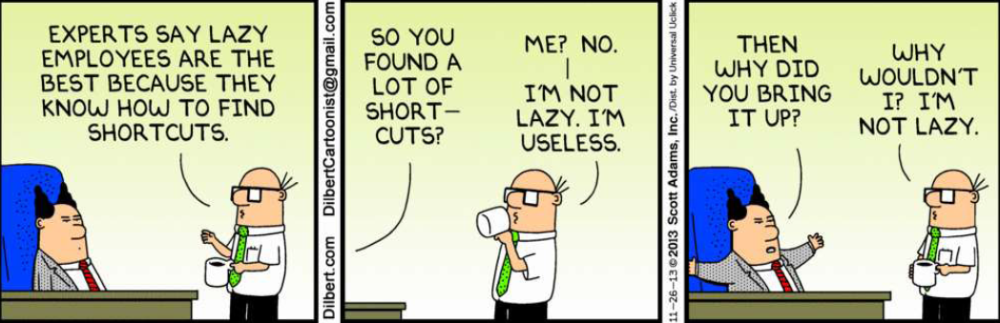 EXPERTS SAY LAZY
EMPLOYEES ARE THE
BEST BECAUSE THEY
KNOW HOW TO FIND
SHORTCUTS.
Dilbert.com DilbertCartoonist@gmail.com
SO YOU
FOUND A
LOT OF
SHORT—
CUTS?
ME? NO.
I'M NOT
LAZY. I'M
USELESS.
11-26-13 © 2013 Scott Adams, Inc. /Dist. by Universal Uclick
THEN
WHY DID
YOU BRING
IT UP?
WHY
WOULDN'T
I? I'M
NOT LAZY.